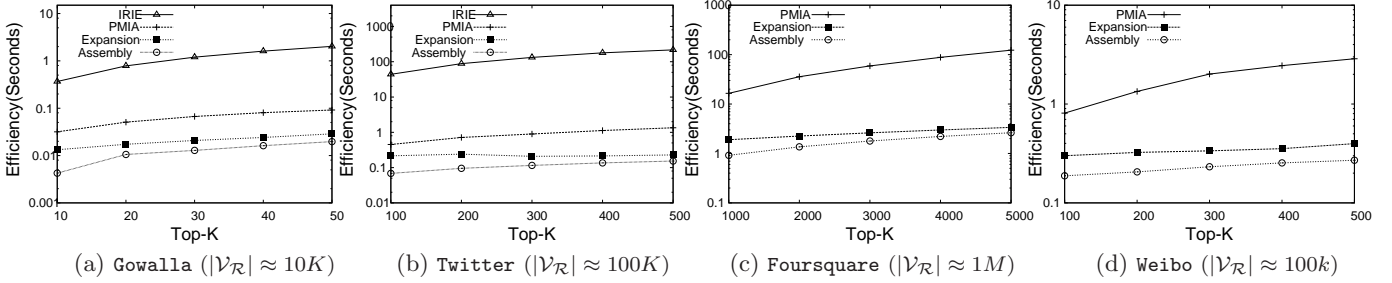 Efficiency(Seconds)
10
1
0.1
0.01
0.001
IRIE
PMIA
Expansion
Assembly
10 20 30 40 50
Top-K
(a) Gowalla (|𝒱_ℛ| ≈ 10K)
Efficiency(Seconds)
1000
100
10
1
0.1
0.01
IRIE
PMIA
Expansion
Assembly
100 200 300 400 500
Top-K
(b) Twitter (|𝒱_ℛ| ≈ 100K)
Efficiency(Seconds)
1000
100
10
1
0.1
PMIA
Expansion
Assembly
1000 2000 3000 4000 5000
Top-K
(c) Foursquare (|𝒱_ℛ| ≈ 1M)
Efficiency(Seconds)
10
1
0.1
PMIA
Expansion
Assembly
100 200 300 400 500
Top-K
(d) Weibo (|𝒱_ℛ| ≈ 100k)